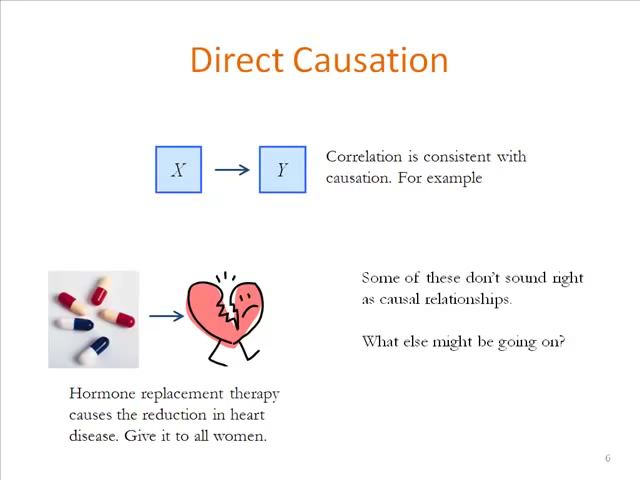 Direct Causation
X
Y
Correlation is consistent with
causation. For example
Some of these don't sound right
as causal relationships.
What else might be going on?
Hormone replacement therapy
causes the reduction in heart
disease. Give it to all women.
6